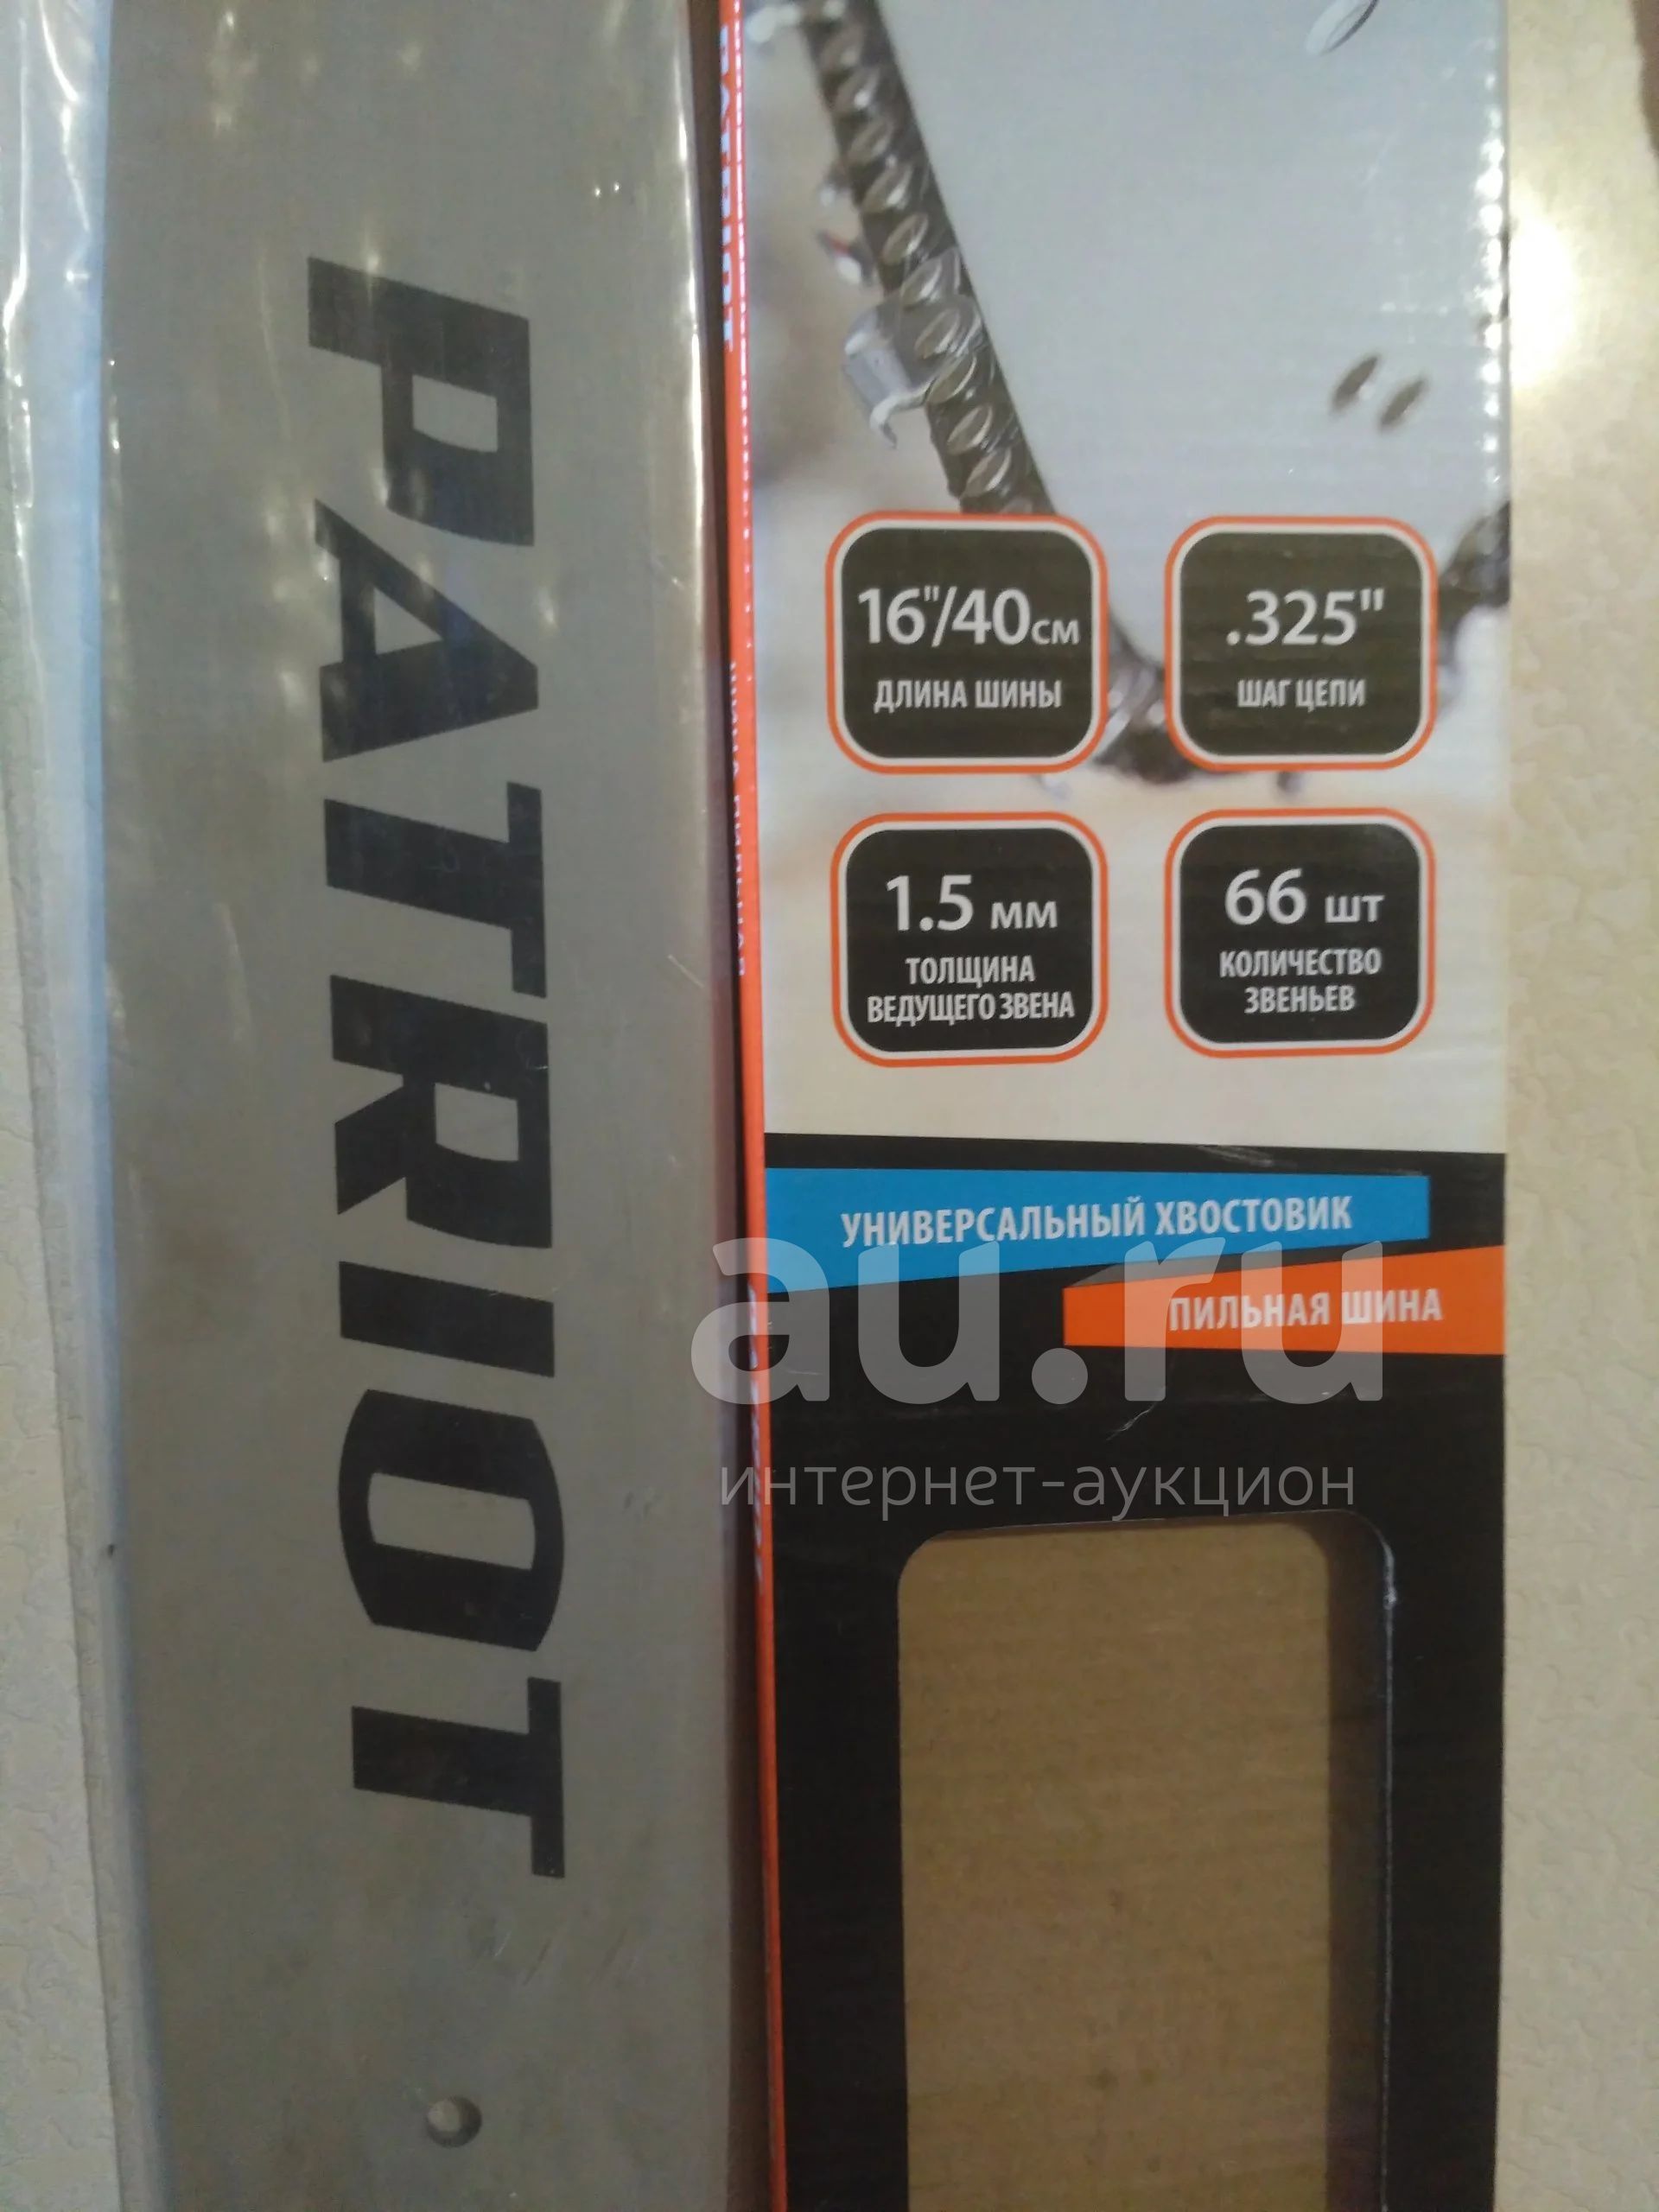 PATRIOT
PATRIOT
16"/40см
ДЛИНА ШИНЫ
.325"
ШАГ ЦЕПИ
1.5 мм
ТОЛЩИНА
ВЕДУЩЕГО ЗВЕНА
66 шт
КОЛИЧЕСТВО
ЗВЕНЬЕВ
УНИВЕРСАЛЬНЫЙ ХВОСТОВИК
ПИЛЬНАЯ ШИНА
au.ru
интернет-аукцион